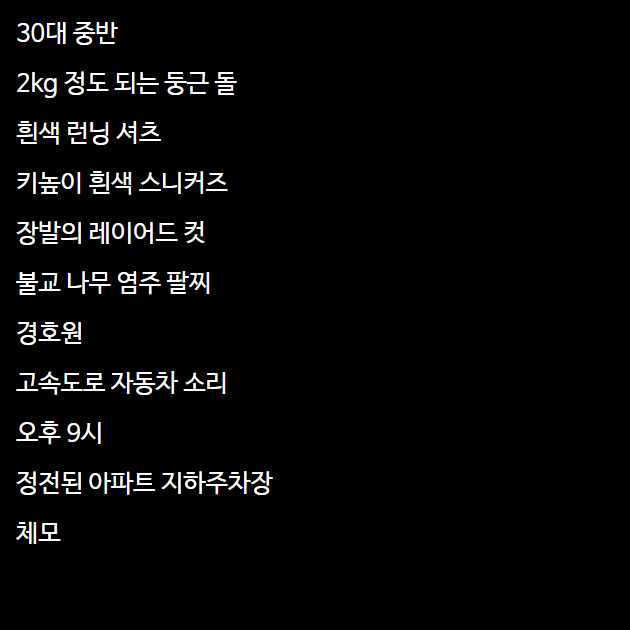 30대 중반
2kg 정도 되는 둥근 돌
흰색 런닝 셔츠
키높이 흰색 스니커즈
장발의 레이어드 컷
불교 나무 염주 팔찌
경호원
고속도로 자동차 소리
오후 9시
정전된 아파트 지하주차장
체모